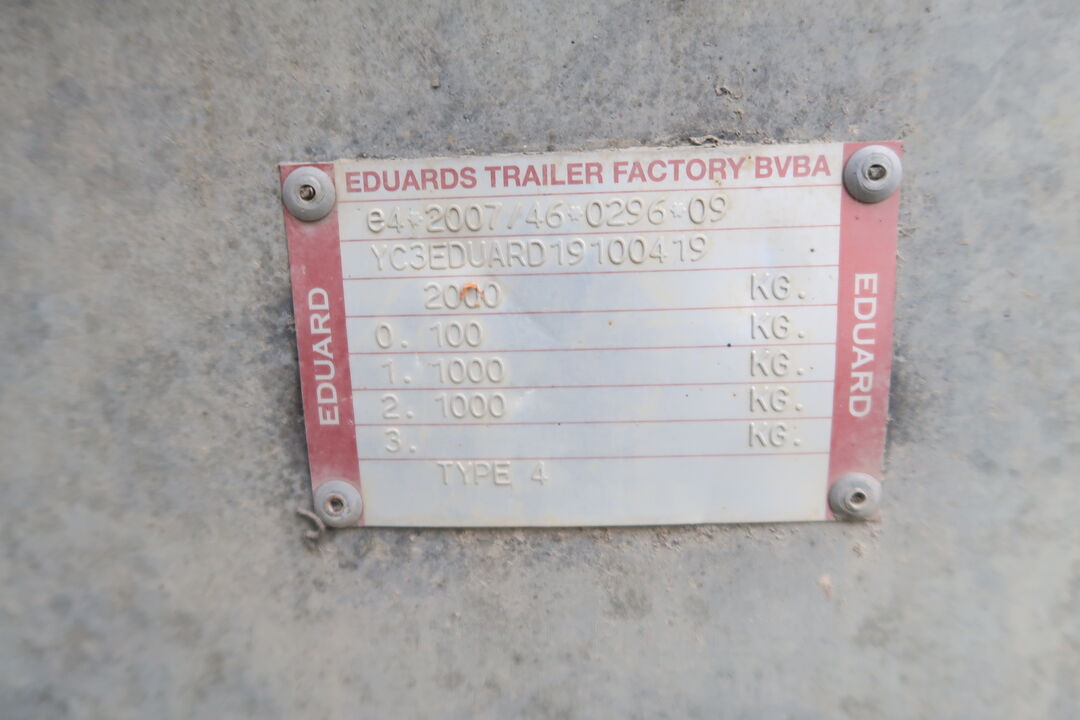 EDUARDS TRAILER FACTORY BVBA
e4*2007/46*0296*09
YC3EDUARD19100419
2000 KG.
0. 100 KG.
1. 1000 KG.
2. 1000 KG.
3. KG.
TYPE 4
EDUARD
EDUARD